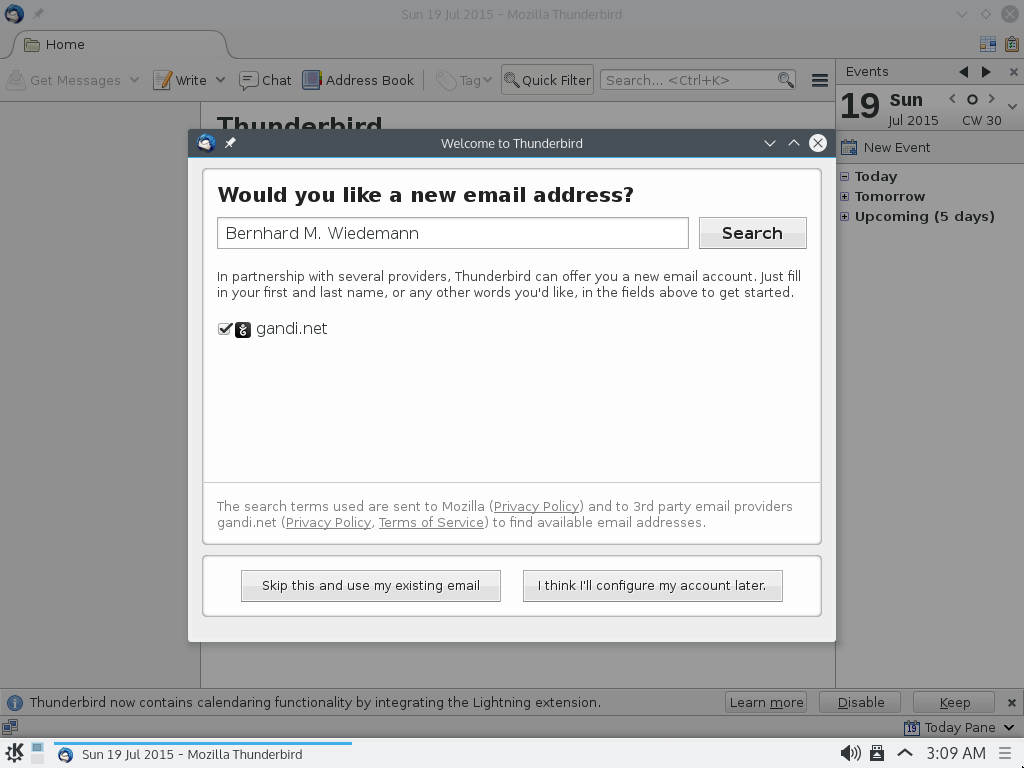 Sun 19 Jul 2015 – Mozilla Thunderbird
Home
Get Messages
Write
Chat
Address Book
Tag
Quick Filter
Search... <Ctrl+K>
Events
19
Sun
Jul 2015
CW 30
New Event
Today
Tomorrow
Upcoming (5 days)
Thunderbird
Welcome to Thunderbird
Would you like a new email address?
Bernhard M. Wiedemann
Search
In partnership with several providers, Thunderbird can offer you a new email account. Just fill
in your first and last name, or any other words you'd like, in the fields above to get started.
gandi.net
The search terms used are sent to Mozilla (Privacy Policy) and to 3rd party email providers
gandi.net (Privacy Policy, Terms of Service) to find available email addresses.
Skip this and use my existing email
I think I'll configure my account later.
Thunderbird now contains calendaring functionality by integrating the Lightning extension.
Learn more
Disable
Keep
19
Today Pane
Sun 19 Jul 2015 – Mozilla Thunderbird
3:09 AM